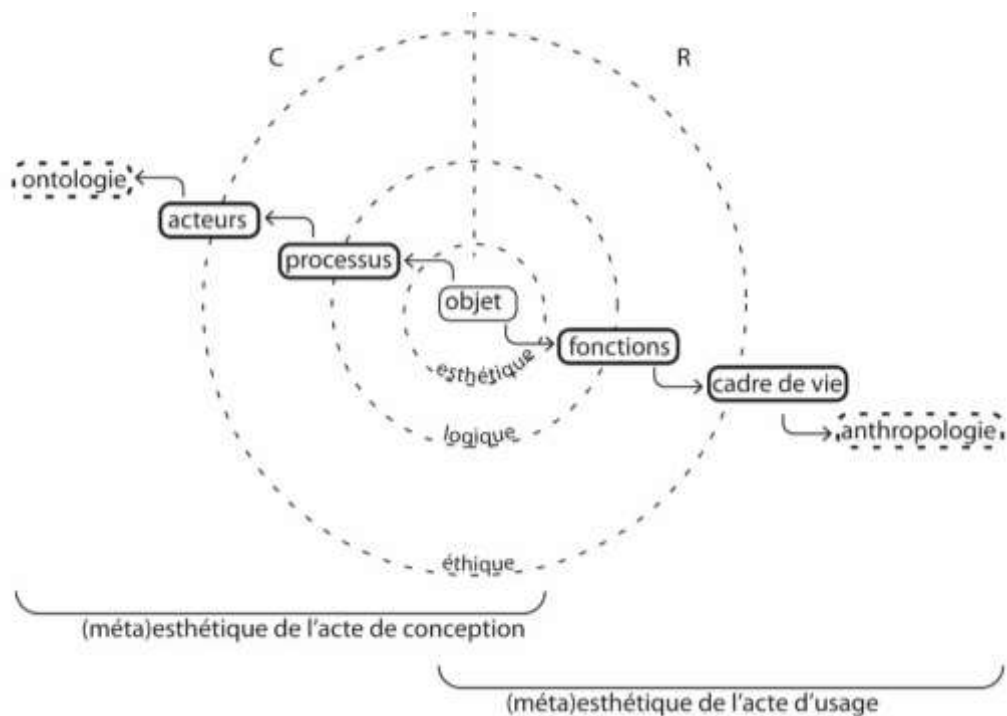 C
R
ontologie
acteurs
processus
objet
fonctions
esthétique
cadre de vie
anthropologie
logique
éthique
(méta)esthétique de l'acte de conception
(méta)esthétique de l'acte d'usage